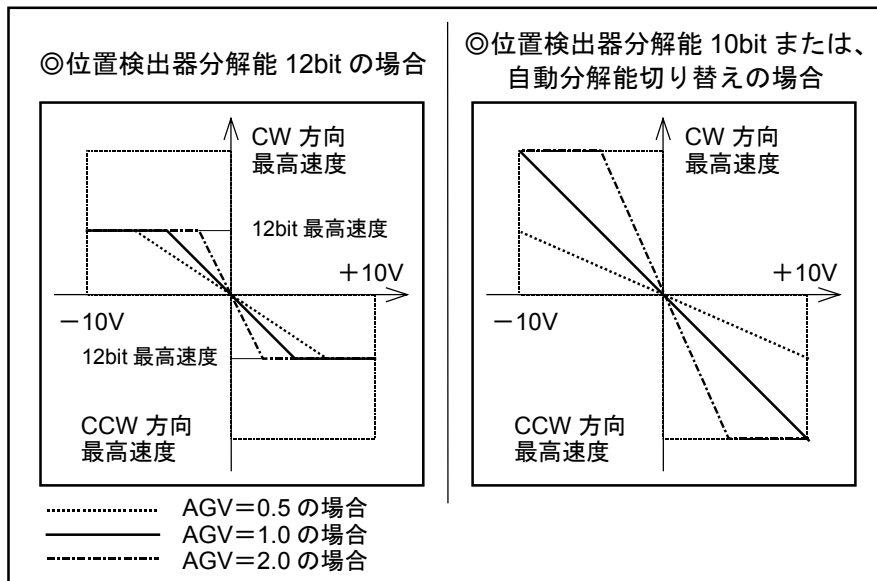 ◎位置検出器分解能 12bit の場合
CW 方向
最高速度
12bit 最高速度
＋10V
－10V
12bit 最高速度
CCW 方向
最高速度
◎位置検出器分解能 10bit または、
自動分解能切り替えの場合
CW 方向
最高速度
＋10V
－10V
CCW 方向
最高速度
AGV＝0.5 の場合
AGV＝1.0 の場合
AGV＝2.0 の場合